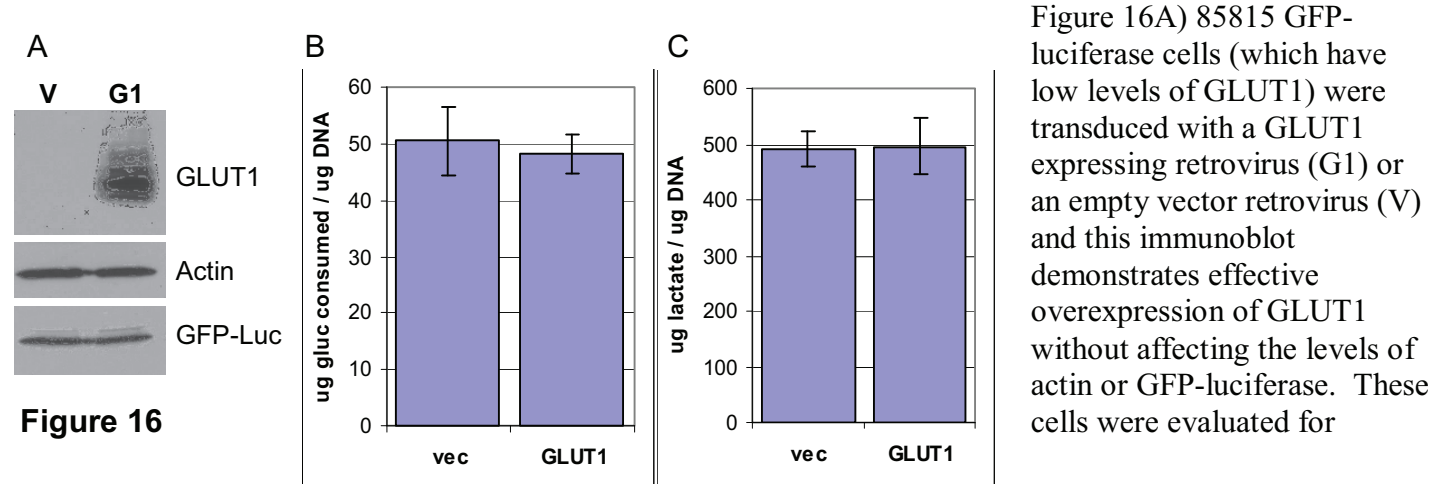 A
V G1
GLUT1
Actin
GFP-Luc
Figure 16
B
ug gluc consumed / ug DNA
60
50
40
30
20
10
0
vec GLUT1
C
ug lactate / ug DNA
600
500
400
300
200
100
0
vec GLUT1
Figure 16A) 85815 GFP-
luciferase cells (which have
low levels of GLUT1) were
transduced with a GLUT1
expressing retrovirus (G1) or
an empty vector retrovirus (V)
and this immunoblot
demonstrates effective
overexpression of GLUT1
without affecting the levels of
actin or GFP-luciferase. These
cells were evaluated for